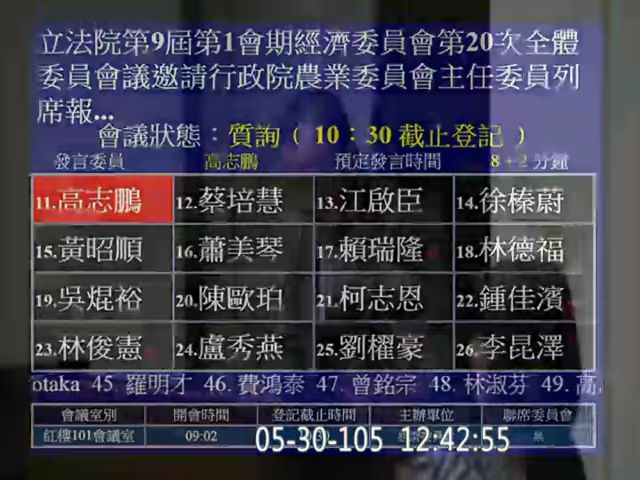 立法院第9屆第1會期經濟委員會第20次全體
委員會議邀請行政院農業委員會主任委員列
席報...
會議狀態：質詢（ 10：30 截止登記 ）
發言委員 高志鵬 預定發言時間 8+2 分鐘
11.高志鵬 12.蔡培慧 13.江啟臣 14.徐榛蔚
15.黃昭順 16.蕭美琴 17.賴瑞隆 18.林德福
19.吳焜裕 20.陳歐珀 21.柯志恩 22.鍾佳濱
23.林俊憲 24.盧秀燕 25.劉櫂豪 26.李昆澤
otaka 45. 羅明才 46. 費鴻泰 47. 曾銘宗 48. 林淑芬 49. 高
會議室別 開會時間 登記截止時間 主辦單位 聯席委員會
紅樓101會議室 09:02 無
05-30-105 12:42:55